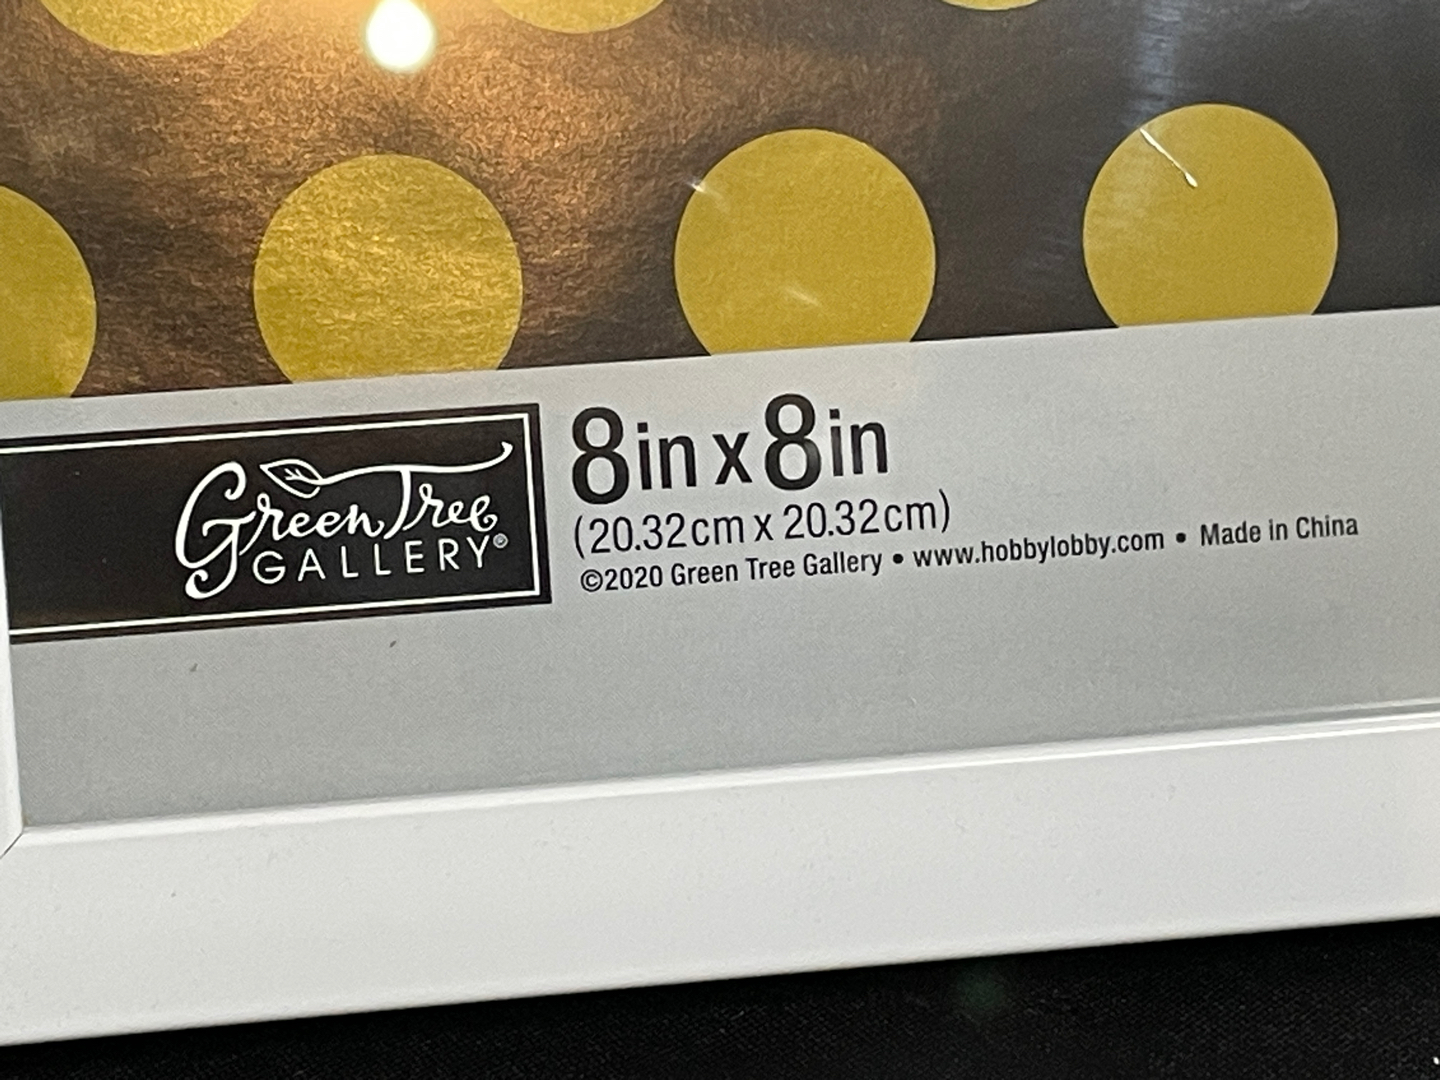 Green Tree
GALLERY®
8in x 8in
(20.32cm x 20.32cm)
©2020 Green Tree Gallery • www.hobbylobby.com • Made in China